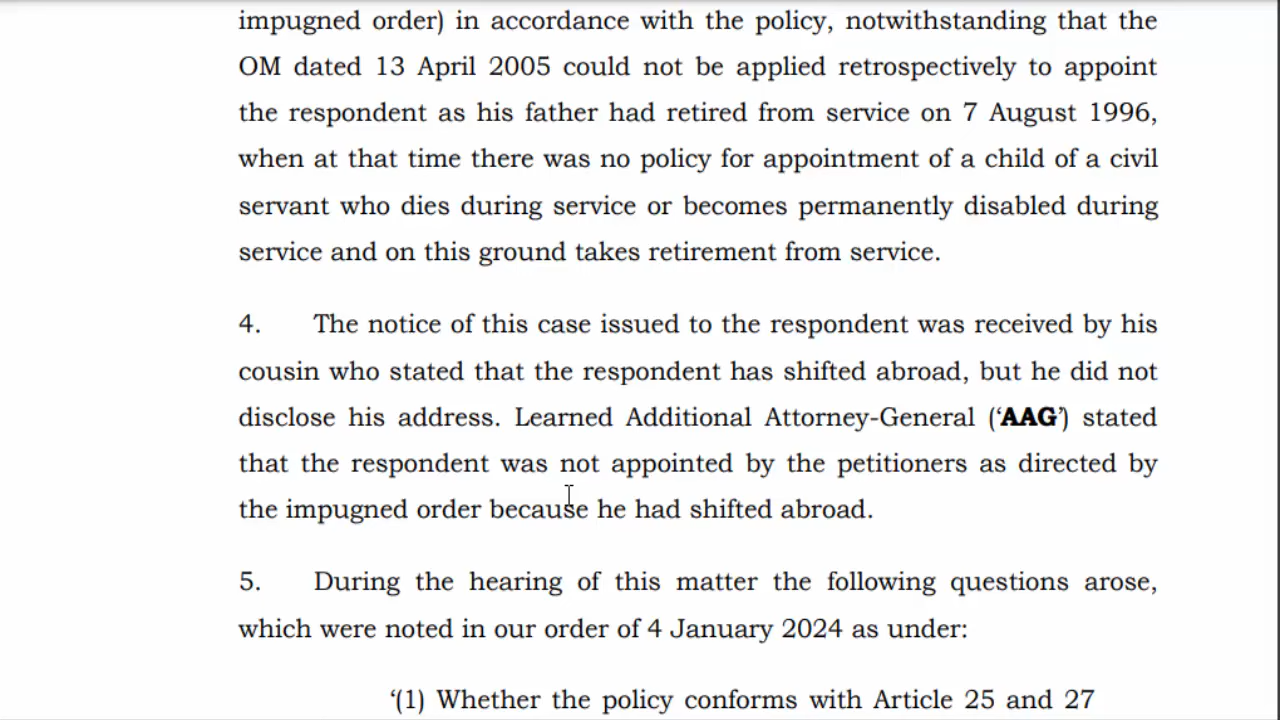 impugned order) in accordance with the policy, notwithstanding that the
OM dated 13 April 2005 could not be applied retrospectively to appoint
the respondent as his father had retired from service on 7 August 1996,
when at that time there was no policy for appointment of a child of a civil
servant who dies during service or becomes permanently disabled during
service and on this ground takes retirement from service.
4. The notice of this case issued to the respondent was received by his
cousin who stated that the respondent has shifted abroad, but he did not
disclose his address. Learned Additional Attorney-General (‘AAG’) stated
that the respondent was not appointed by the petitioners as directed by
the impugned order because he had shifted abroad.
5. During the hearing of this matter the following questions arose,
which were noted in our order of 4 January 2024 as under:
‘(1) Whether the policy conforms with Article 25 and 27